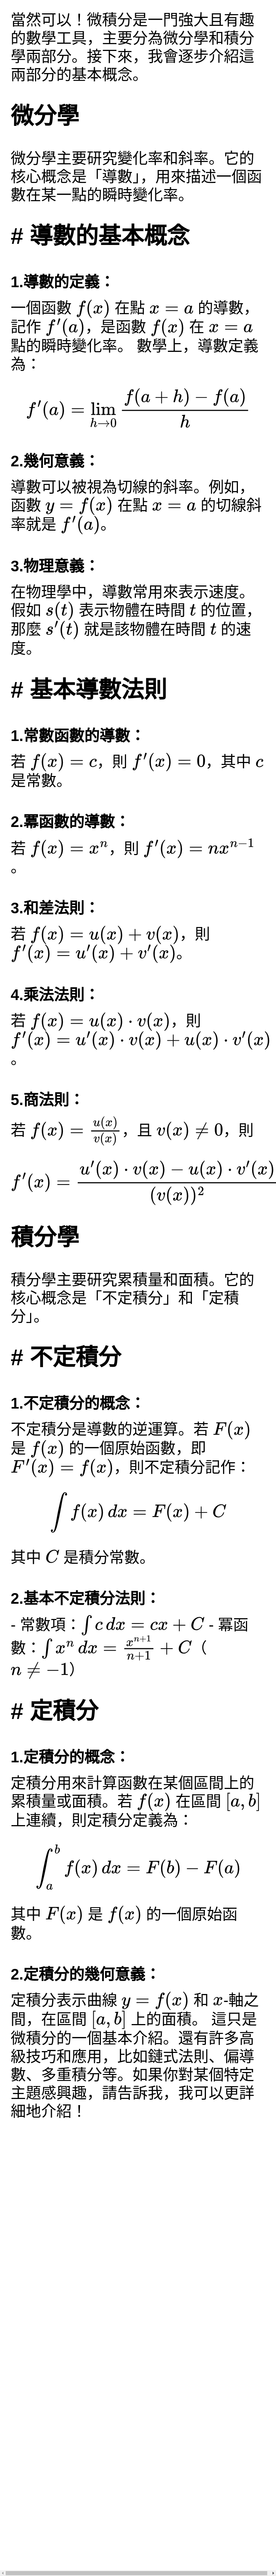 當然可以！微積分是一門強大且有趣
的數學工具，主要分為微分學和積分
學兩部分。接下來，我會逐步介紹這
兩部分的基本概念。
微分學
微分學主要研究變化率和斜率。它的
核心概念是「導數」，用來描述一個函
數在某一點的瞬時變化率。
# 導數的基本概念
1.導數的定義：
一個函數 f(x) 在點 x = a 的導數，
記作 f′(a)，是函數 f(x) 在 x = a
點的瞬時變化率。 數學上，導數定義
為：
f′(a) = lim_{h→0} \frac{f(a + h) − f(a)}{h}
2.幾何意義：
導數可以被視為切線的斜率。例如，
函數 y = f(x) 在點 x = a 的切線斜
率就是 f′(a)。
3.物理意義：
在物理學中，導數常用來表示速度。
假如 s(t) 表示物體在時間 t 的位置，
那麼 s′(t) 就是該物體在時間 t 的速
度。
# 基本導數法則
1.常數函數的導數：
若 f(x) = c，則 f′(x) = 0，其中 c
是常數。
2.冪函數的導數：
若 f(x) = x^n，則 f′(x) = nx^{n−1}
。
3.和差法則：
若 f(x) = u(x) + v(x)，則
f′(x) = u′(x) + v′(x)。
4.乘法法則：
若 f(x) = u(x) · v(x)，則
f′(x) = u′(x) · v(x) + u(x) · v′(x)
。
5.商法則：
若 f(x) = \frac{u(x)}{v(x)}，且 v(x) ≠ 0，則
f′(x) = \frac{u′(x) · v(x) − u(x) · v′(x)}{(v(x))^2}
積分學
積分學主要研究累積量和面積。它的
核心概念是「不定積分」和「定積
分」。
# 不定積分
1.不定積分的概念：
不定積分是導數的逆運算。若 F(x)
是 f(x) 的一個原始函數，即
F′(x) = f(x)，則不定積分記作：
∫ f(x) dx = F(x) + C
其中 C 是積分常數。
2.基本不定積分法則：
- 常數項：∫ c dx = cx + C - 冪函
數：∫ x^n dx = \frac{x^{n+1}}{n+1} + C（
n ≠ −1）
# 定積分
1.定積分的概念：
定積分用來計算函數在某個區間上的
累積量或面積。若 f(x) 在區間 [a, b]
上連續，則定積分定義為：
∫_a^b f(x) dx = F(b) − F(a)
其中 F(x) 是 f(x) 的一個原始函
數。
2.定積分的幾何意義：
定積分表示曲線 y = f(x) 和 x-軸之
間，在區間 [a, b] 上的面積。 這只是
微積分的一個基本介紹。還有許多高
級技巧和應用，比如鏈式法則、偏導
數、多重積分等。如果你對某個特定
主題感興趣，請告訴我，我可以更詳
細地介紹！